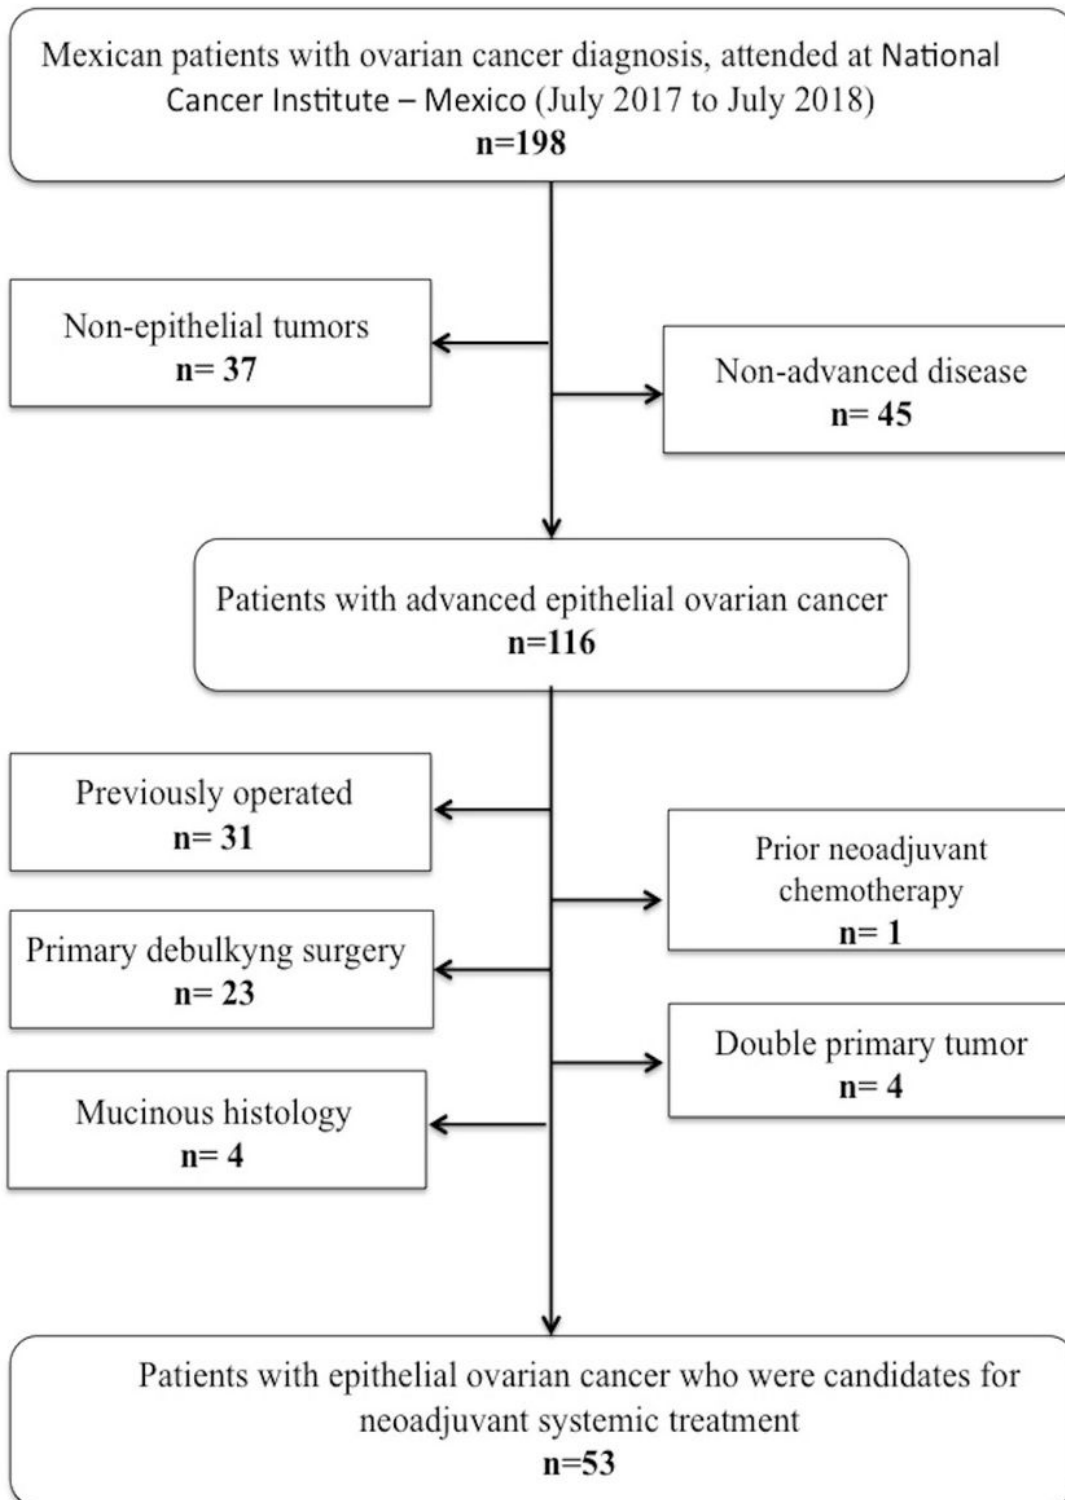 Mexican patients with ovarian cancer diagnosis, attended at National
Cancer Institute – Mexico (July 2017 to July 2018)
n=198
Non-epithelial tumors
n= 37
Non-advanced disease
n= 45
Patients with advanced epithelial ovarian cancer
n=116
Previously operated
n= 31
Prior neoadjuvant
chemotherapy
n= 1
Primary debulkyng surgery
n= 23
Double primary tumor
n= 4
Mucinous histology
n= 4
Patients with epithelial ovarian cancer who were candidates for
neoadjuvant systemic treatment
n=53